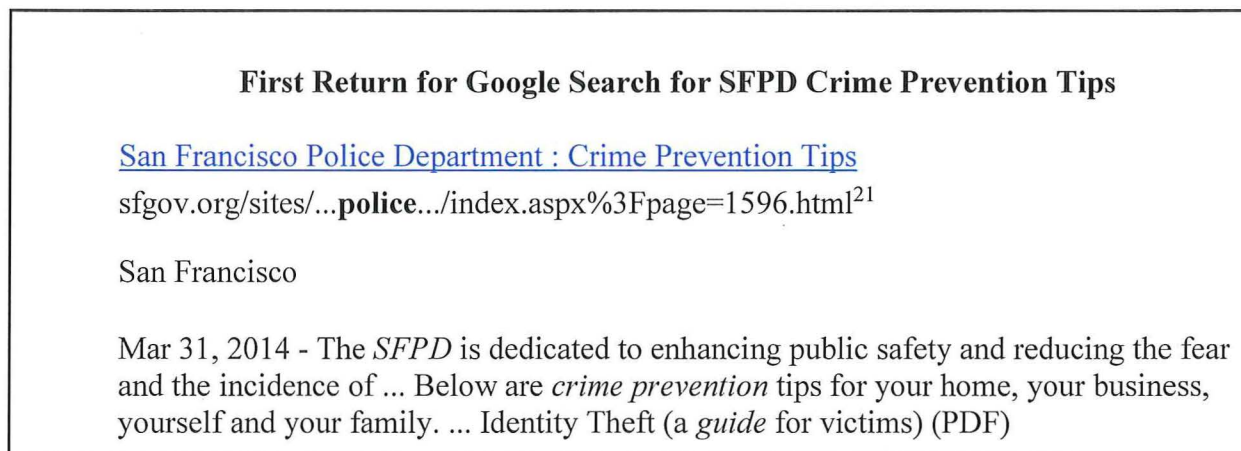 First Return for Google Search for SFPD Crime Prevention Tips
San Francisco Police Department : Crime Prevention Tips
sfgov.org/sites/...police.../index.aspx%3Fpage=1596.html21
San Francisco
Mar 31, 2014 - The SFPD is dedicated to enhancing public safety and reducing the fear
and the incidence of ... Below are crime prevention tips for your home, your business,
yourself and your family. ... Identity Theft (a guide for victims) (PDF)